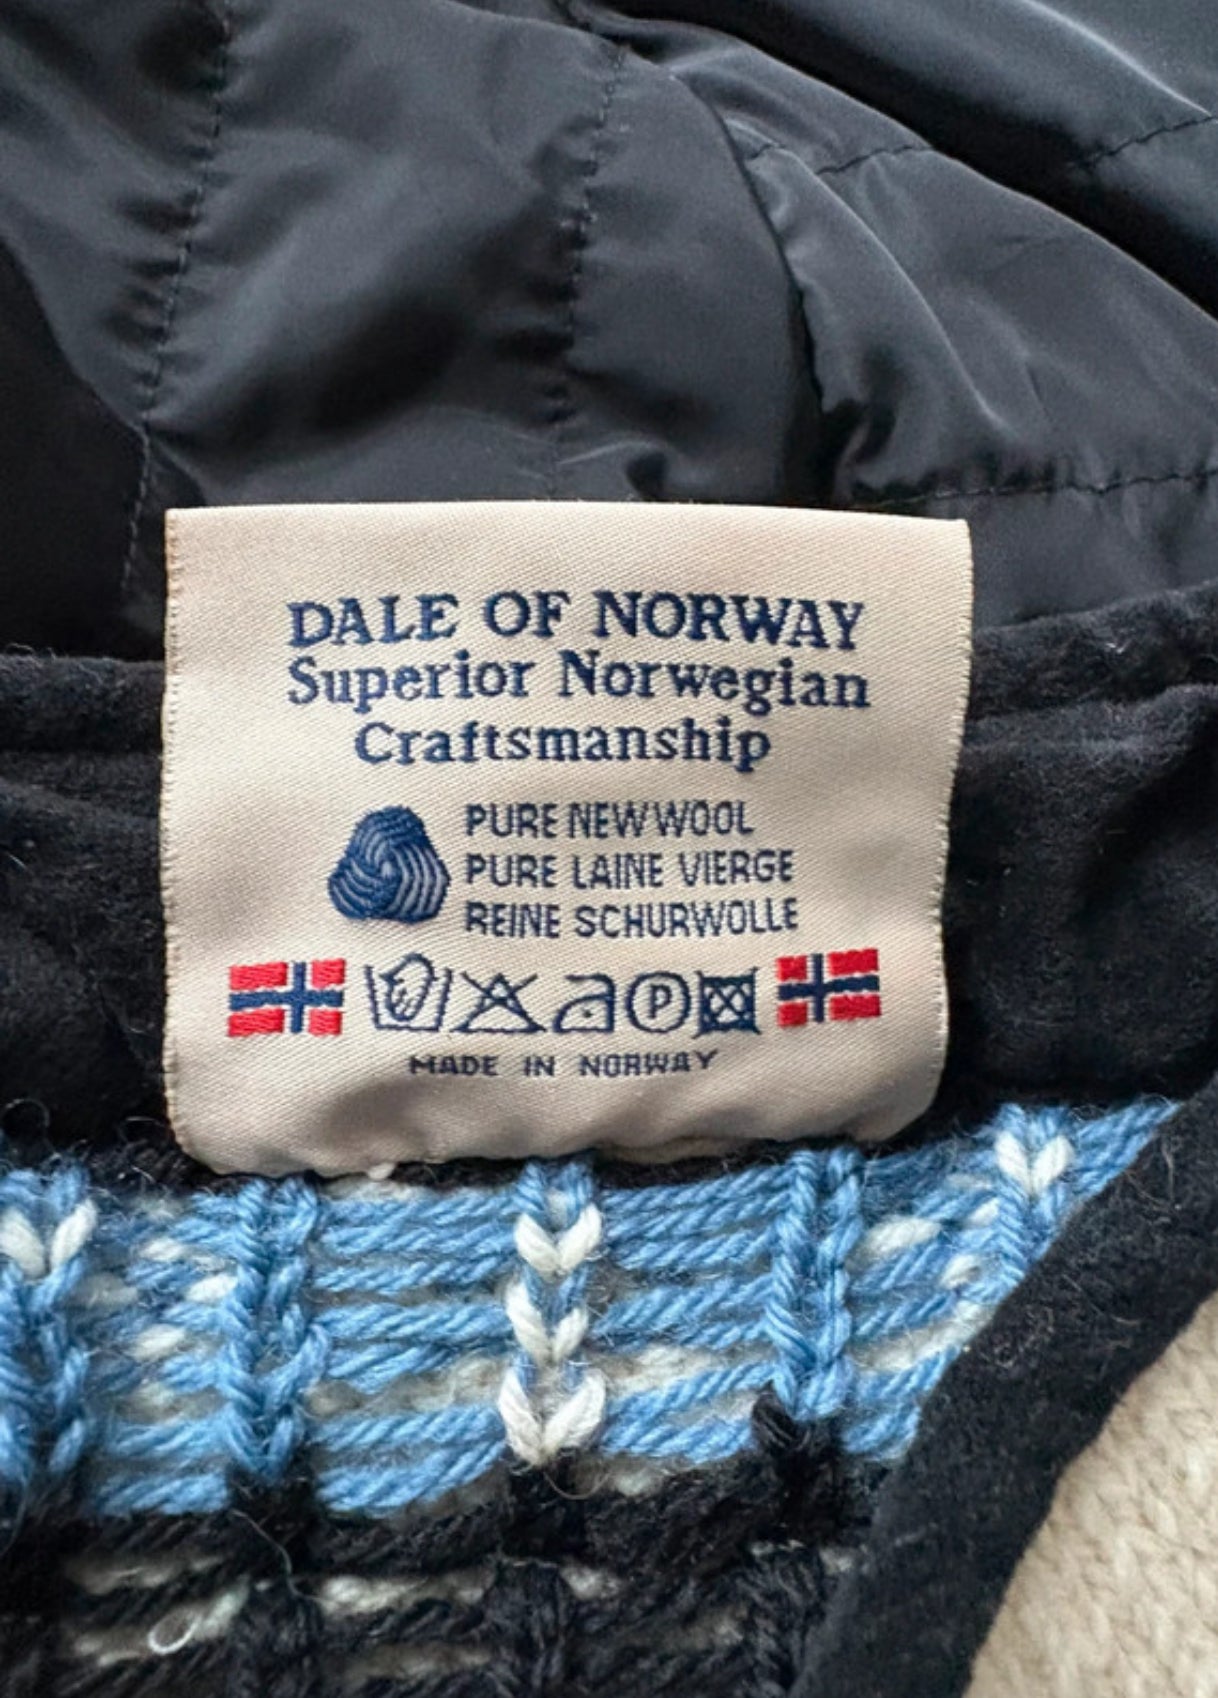 DALE OF NORWAY
Superior Norwegian
Craftsmanship
PURE NEW WOOL
PURE LAINE VIERGE
REINE SCHURWOLLE
P
MADE IN NORWAY